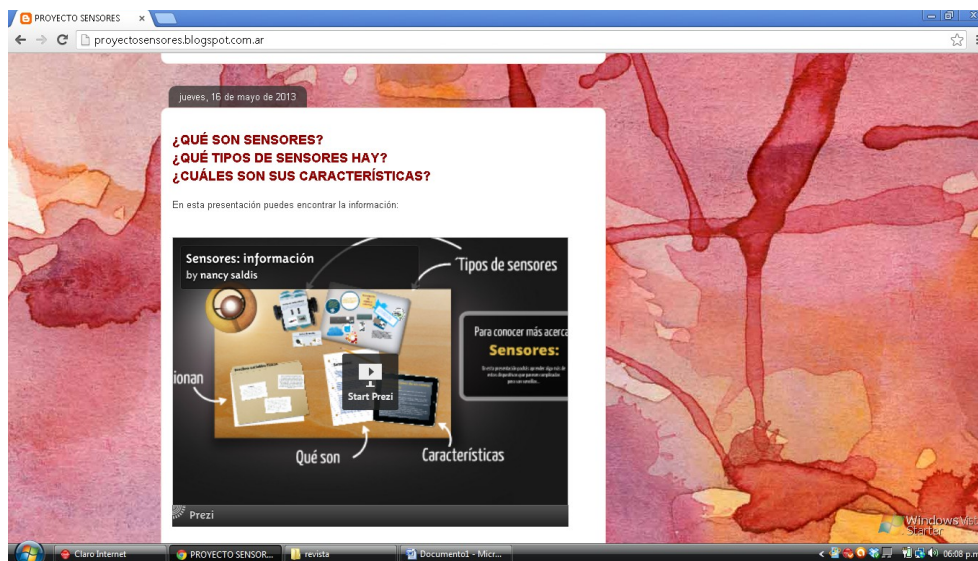 PROYECTO SENSORES
proyectosensores.blogspot.com.ar
jueves, 16 de mayo de 2013
¿QUÉ SON SENSORES?
¿QUÉ TIPOS DE SENSORES HAY?
¿CUÁLES SON SUS CARACTERÍSTICAS?
En esta presentación puedes encontrar la información:
Sensores: información
by nancy saldis
Tipos de sensores
Para conocer más acerca
Sensores:
ionan
Start Prezi
Qué son
Características
Prezi
Windows Vista
Starter
Claro Internet
PROYECTO SENSOR...
revista
Documento1 - Micr...
06:08 p.m.